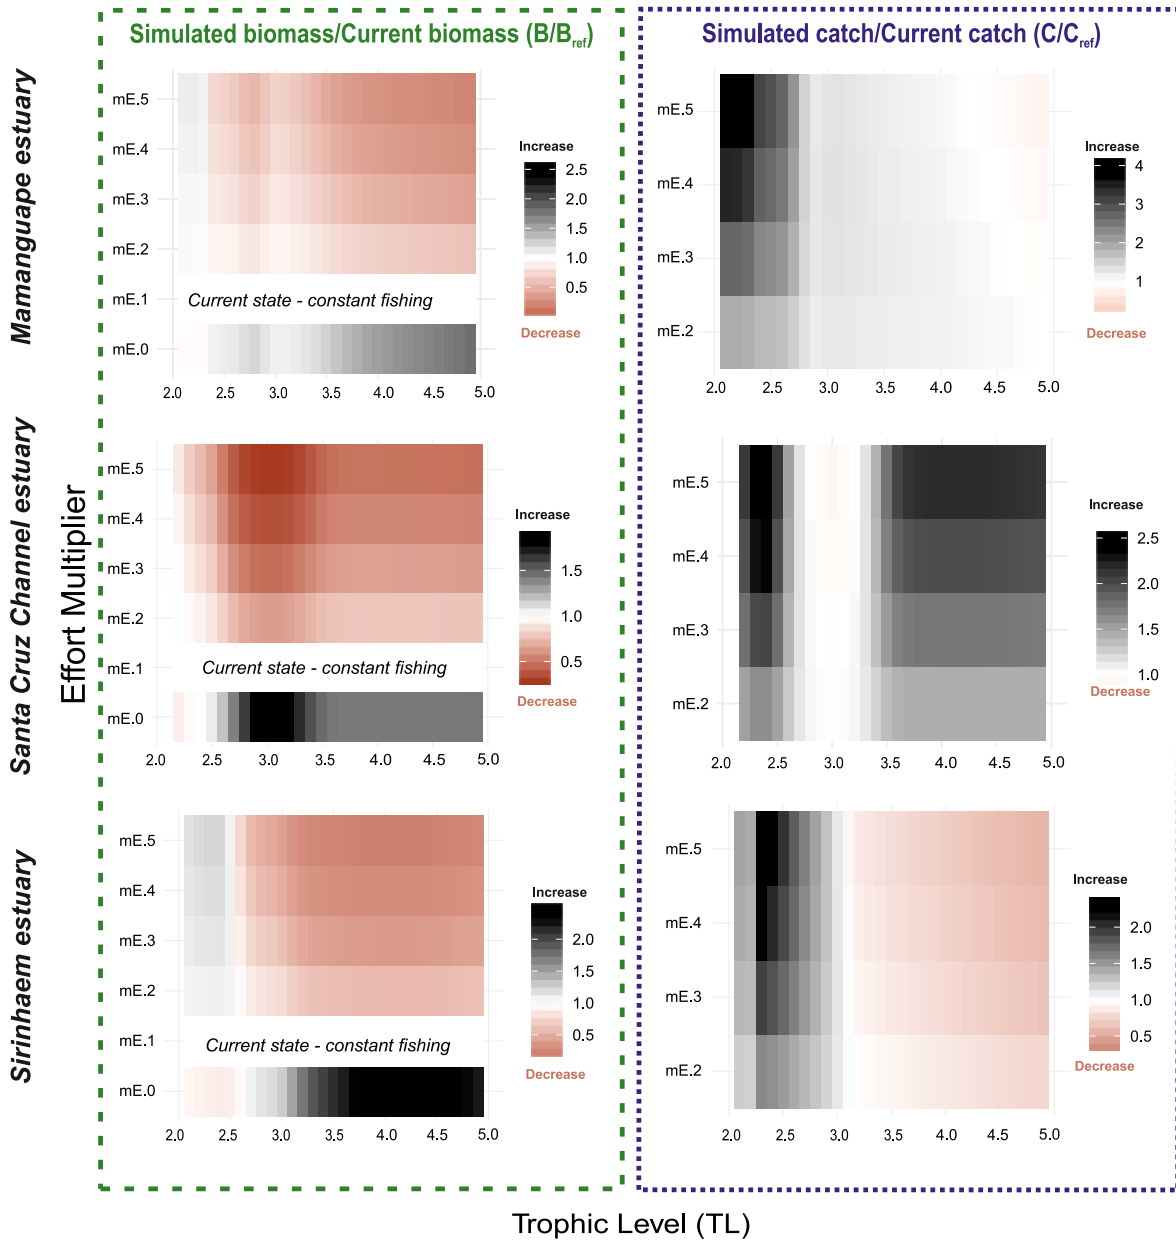 Simulated biomass/Current biomass (B/Bref)
Simulated catch/Current catch (C/Cref)
Mamanguape estuary
mE.5
mE.4
mE.3
mE.2
mE.1
mE.0
Current state - constant fishing
2.0 2.5 3.0 3.5 4.0 4.5 5.0
Increase
2.5
2.0
1.5
1.0
0.5
Decrease
mE.5
mE.4
mE.3
mE.2
2.0 2.5 3.0 3.5 4.0 4.5 5.0
Increase
4
3
2
1
Decrease
Effort Multiplier
Santa Cruz Channel estuary
mE.5
mE.4
mE.3
mE.2
mE.1
mE.0
Current state - constant fishing
2.0 2.5 3.0 3.5 4.0 4.5 5.0
Increase
1.5
1.0
0.5
Decrease
mE.5
mE.4
mE.3
mE.2
2.0 2.5 3.0 3.5 4.0 4.5 5.0
Increase
2.5
2.0
1.5
1.0
Decrease
Sirinhaem estuary
mE.5
mE.4
mE.3
mE.2
mE.1
mE.0
Current state - constant fishing
2.0 2.5 3.0 3.5 4.0 4.5 5.0
Increase
2.0
1.5
1.0
0.5
Decrease
mE.5
mE.4
mE.3
mE.2
2.0 2.5 3.0 3.5 4.0 4.5 5.0
Increase
2.0
1.5
1.0
0.5
Decrease
Trophic Level (TL)